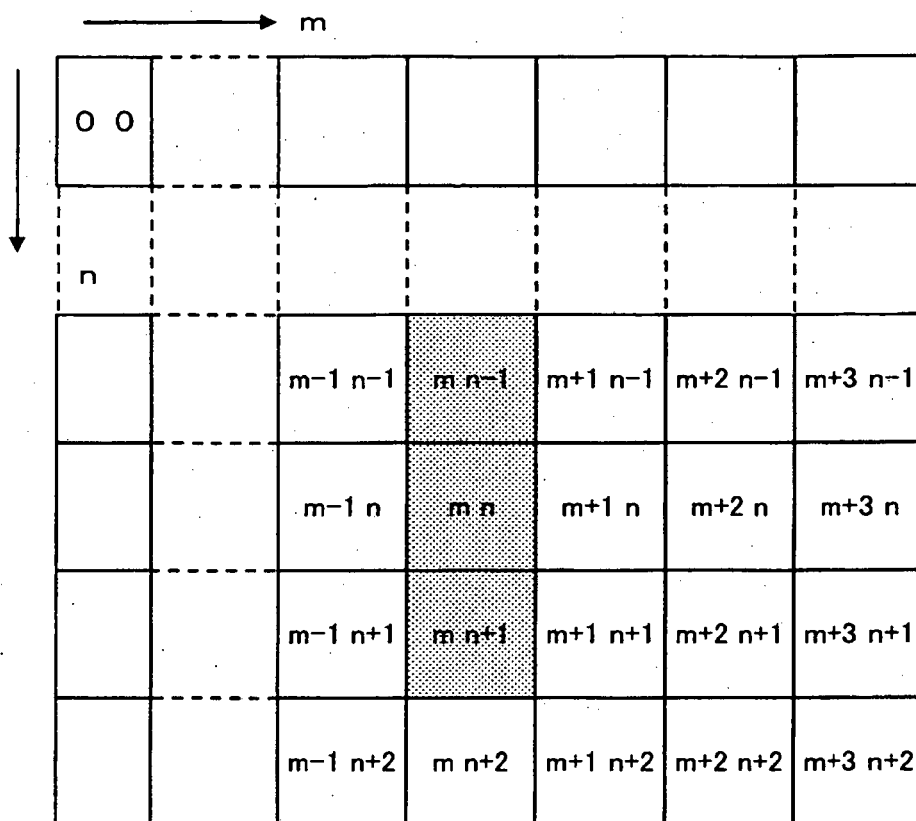 m
0 0
n
m-1 n-1 m n-1 m+1 n-1 m+2 n-1 m+3 n-1
m-1 n m n m+1 n m+2 n m+3 n
m-1 n+1 m n+1 m+1 n+1 m+2 n+1 m+3 n+1
m-1 n+2 m n+2 m+1 n+2 m+2 n+2 m+3 n+2